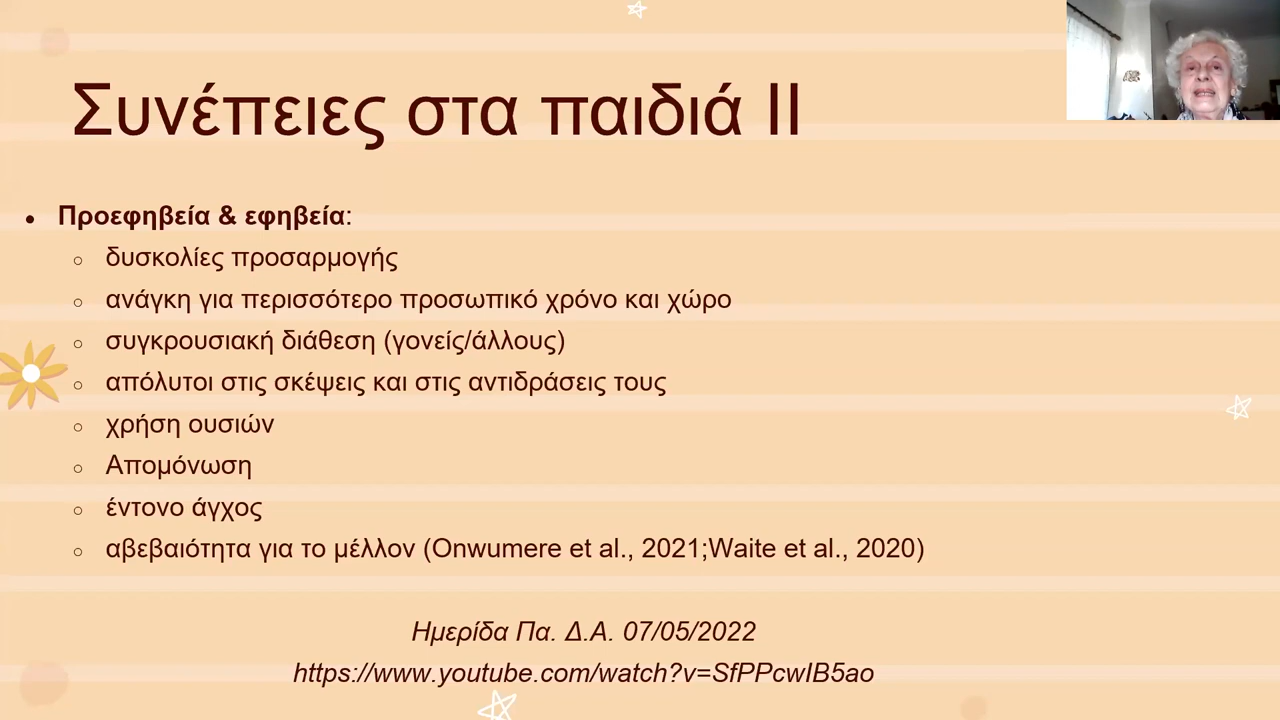 Συνέπειες στα παιδιά II
● Προεφηβεία & εφηβεία:
○ δυσκολίες προσαρμογής
○ ανάγκη για περισσότερο προσωπικό χρόνο και χώρο
○ συγκρουσιακή διάθεση (γονείς/άλλους)
○ απόλυτοι στις σκέψεις και στις αντιδράσεις τους
○ χρήση ουσιών
○ Απομόνωση
○ έντονο άγχος
○ αβεβαιότητα για το μέλλον (Onwumere et al., 2021;Waite et al., 2020)
Ημερίδα Πα. Δ.Α. 07/05/2022
https://www.youtube.com/watch?v=SfPPcwIB5ao